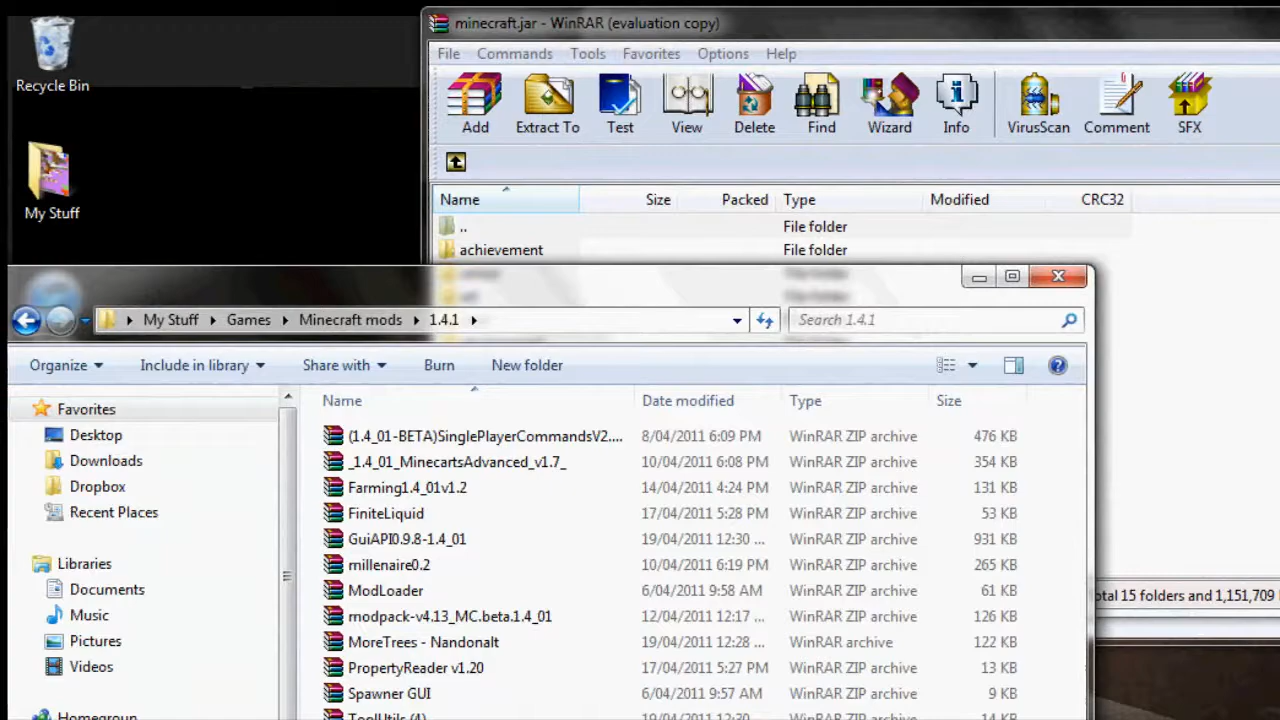 Recycle Bin
My Stuff
minecraft.jar - WinRAR (evaluation copy)
File Commands Tools Favorites Options Help
Add Extract To Test View Delete Find Wizard Info VirusScan Comment SFX
Name Size Packed Type Modified CRC32
.. File folder
achievement File folder
My Stuff Games Minecraft mods 1.4.1
Search 1.4.1
Organize Include in library Share with Burn New folder
Favorites
Desktop
Downloads
Dropbox
Recent Places
Libraries
Documents
Music
Pictures
Videos
Homegroup
Name Date modified Type Size
(1.4_01-BETA)SinglePlayerCommandsV2.... 8/04/2011 6:09 PM WinRAR ZIP archive 476 KB
_1.4_01_MinecartsAdvanced_v1.7_ 10/04/2011 6:08 PM WinRAR ZIP archive 354 KB
Farming1.4_01v1.2 14/04/2011 4:24 PM WinRAR ZIP archive 131 KB
FiniteLiquid 17/04/2011 5:28 PM WinRAR ZIP archive 53 KB
GuiAPI0.9.8-1.4_01 19/04/2011 12:30 ... WinRAR ZIP archive 931 KB
millenaire0.2 10/04/2011 6:19 PM WinRAR ZIP archive 265 KB
ModLoader 6/04/2011 9:58 AM WinRAR ZIP archive 61 KB
modpack-v4.13_MC.beta.1.4_01 12/04/2011 12:17 ... WinRAR ZIP archive 126 KB
MoreTrees - Nandonalt 19/04/2011 12:28 ... WinRAR archive 122 KB
PropertyReader v1.20 17/04/2011 5:27 PM WinRAR ZIP archive 13 KB
Spawner GUI 6/04/2011 9:57 AM WinRAR ZIP archive 9 KB
ToolUtils (4) 19/04/2011 12:30 ... WinRAR ZIP archive 14 KB
otal 15 folders and 1,151,709